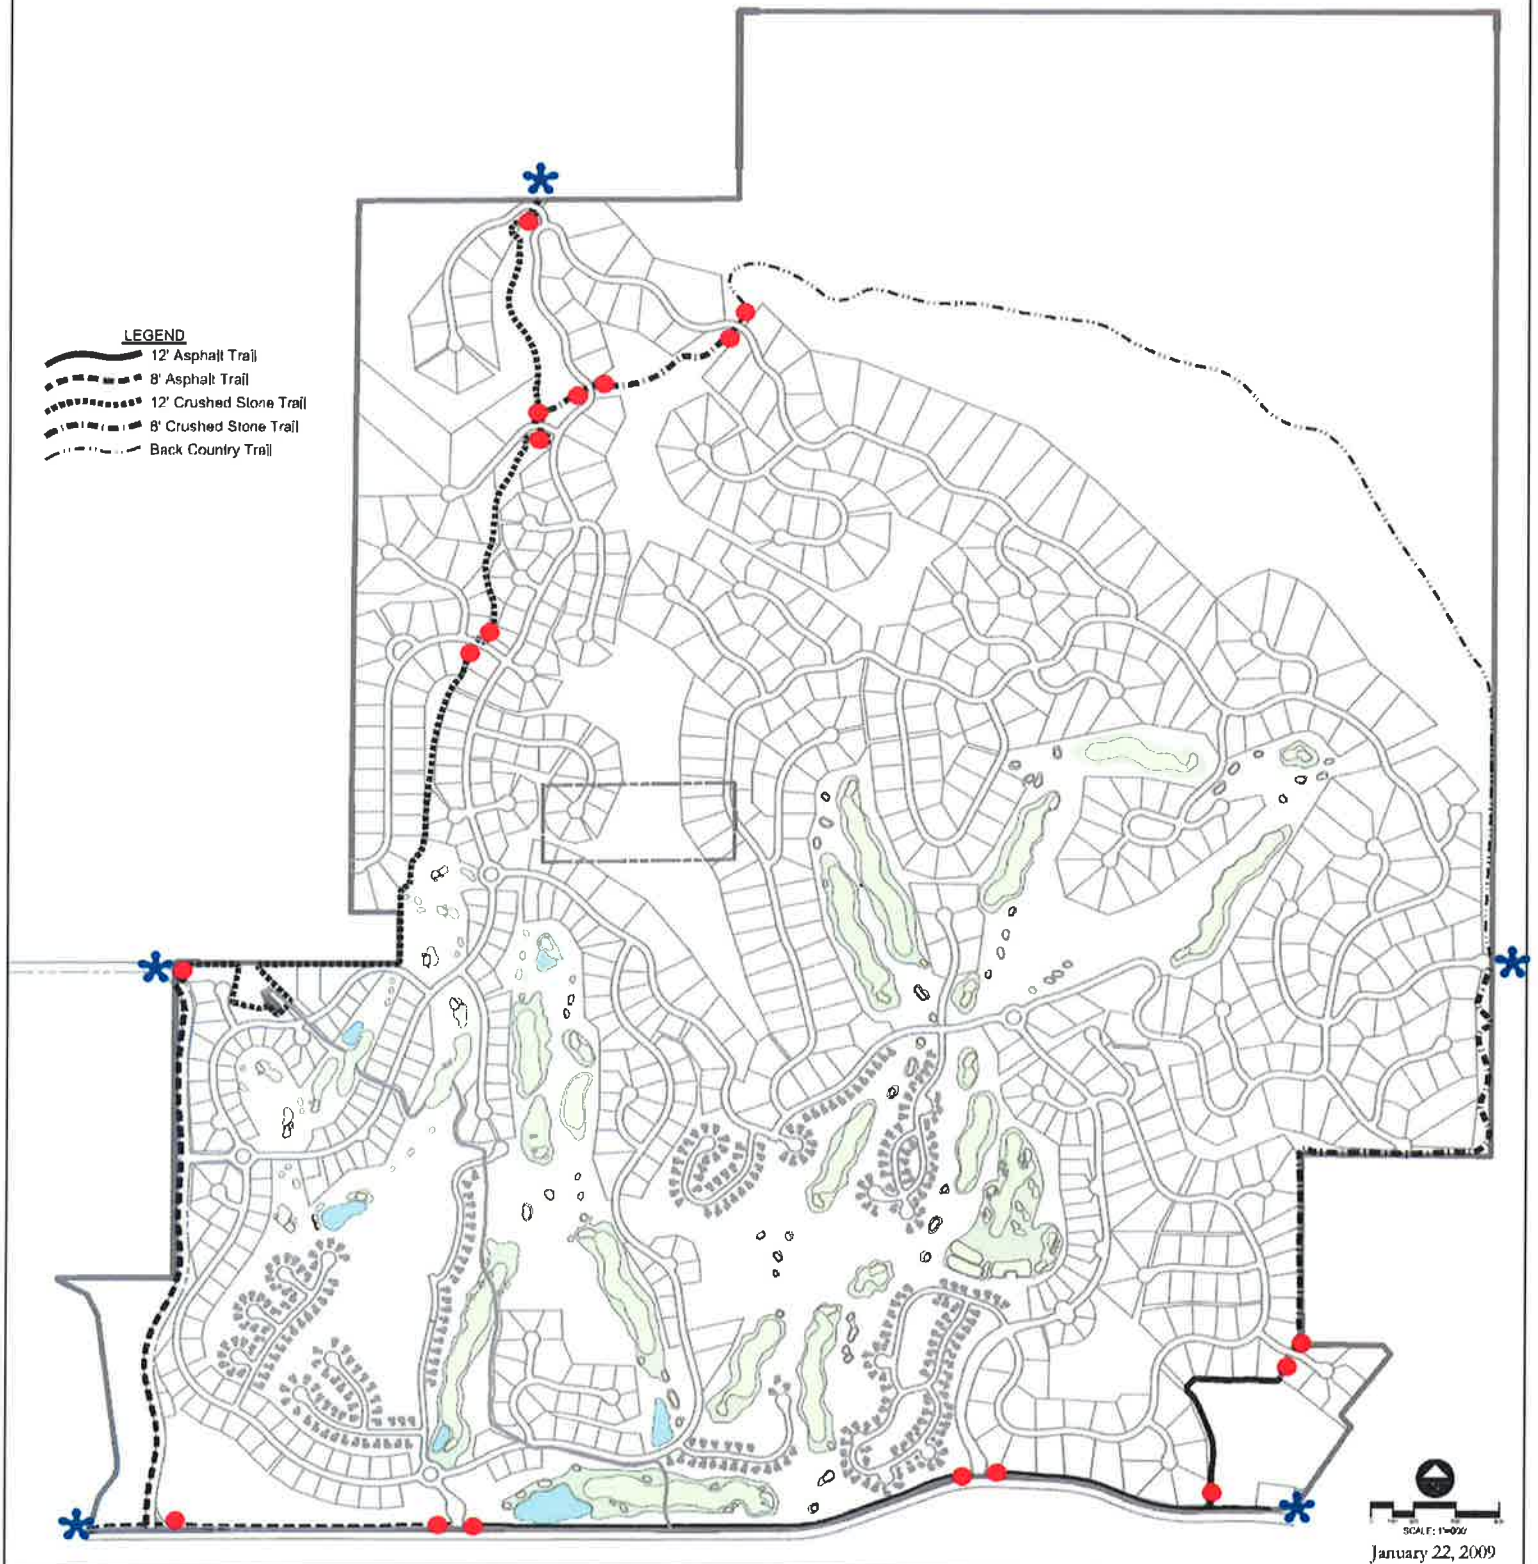 LEGEND
12' Asphalt Trail
8' Asphalt Trail
12' Crushed Stone Trail
8' Crushed Stone Trail
Back Country Trail
January 22, 2009